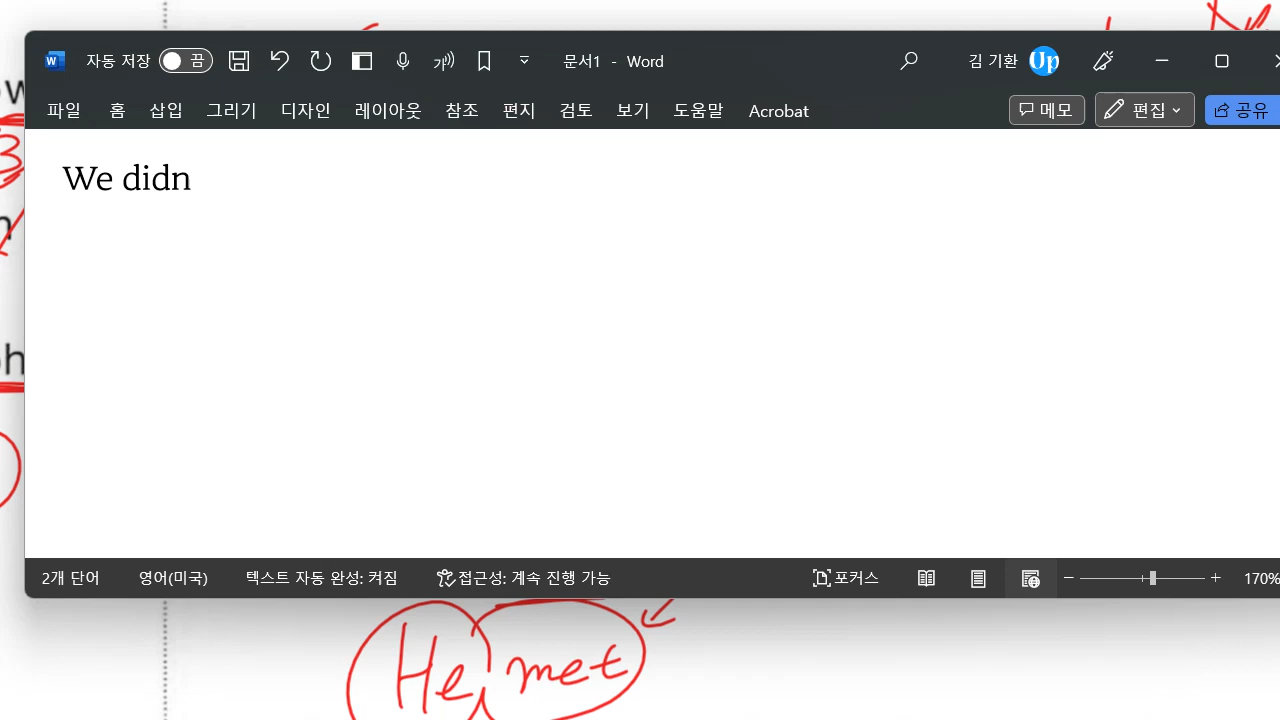 자동 저장 끔 문서1 - Word 김 기환 Up
파일 홈 삽입 그리기 디자인 레이아웃 참조 편지 검토 보기 도움말 Acrobat 메모 편집 공유
We didn
2개 단어 영어(미국) 텍스트 자동 완성: 켜짐 접근성: 계속 진행 가능 포커스 170%
He, met